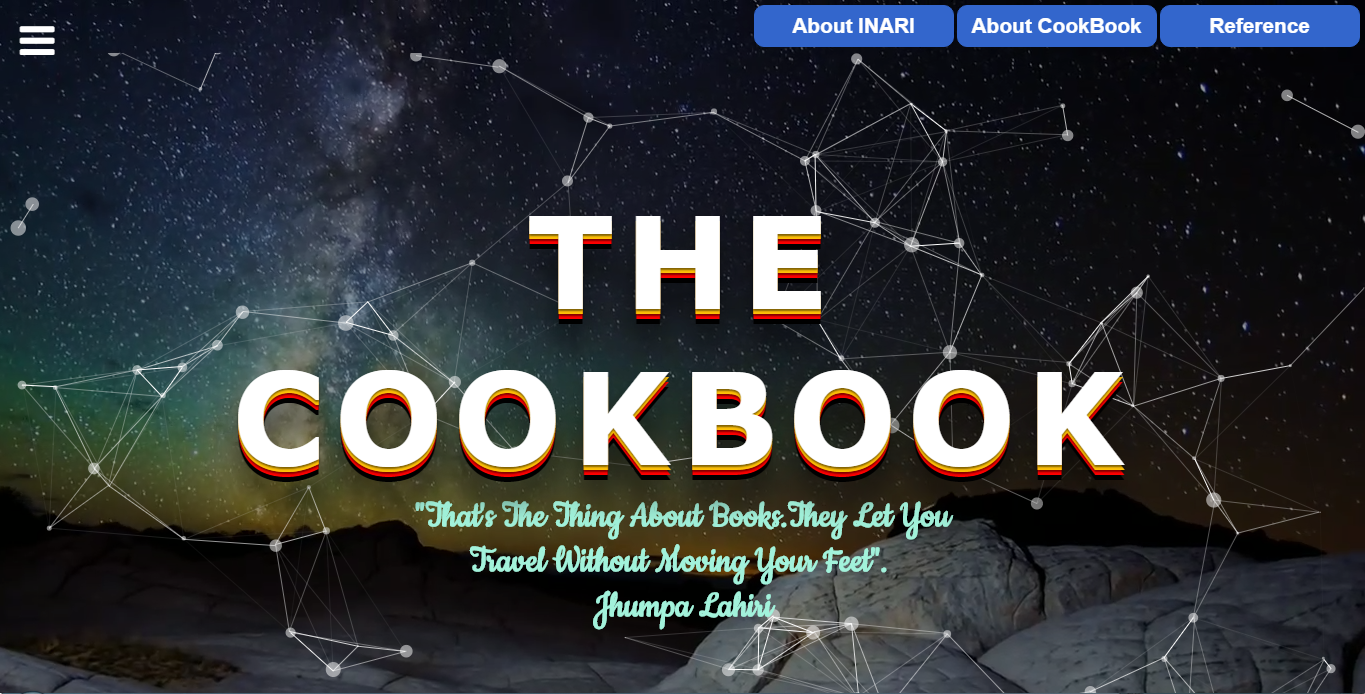 About INARI
About CookBook
Reference
THE
COOKBOOK
"That's The Thing About Books.They Let You
Travel Without Moving Your Feet".
Jhumpa Lahiri